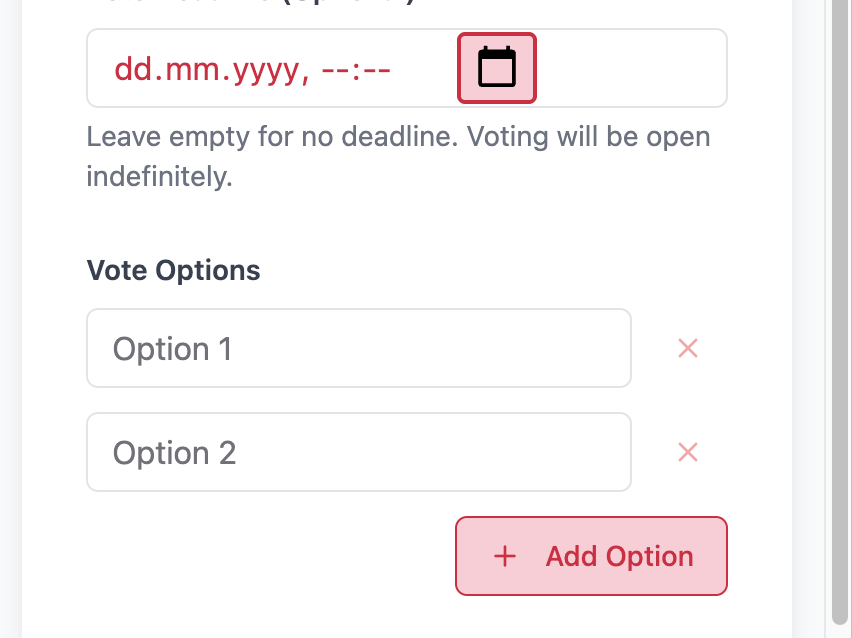 dd.mm.yyyy, --:--
Leave empty for no deadline. Voting will be open
indefinitely.
Vote Options
Option 1
Option 2
+ Add Option